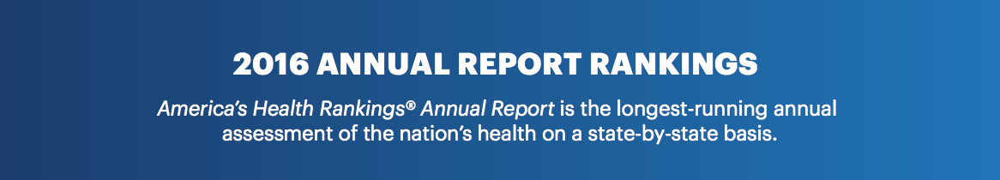 2016 ANNUAL REPORT RANKINGS
America's Health Rankings® Annual Report is the longest-running annual
assessment of the nation's health on a state-by-state basis.